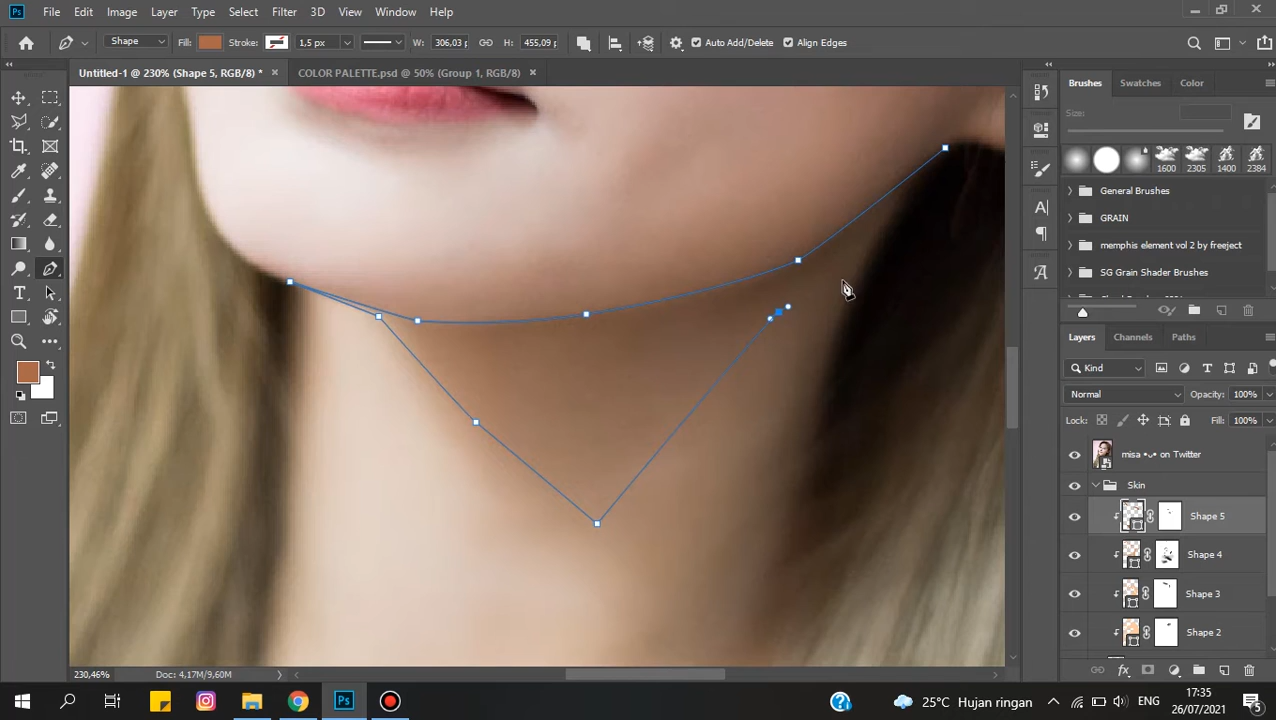 Ps File Edit Image Layer Type Select Filter 3D View Window Help
Shape Fill: Stroke: 1,5 px W: 306,03 p H: 455,09 p Auto Add/Delete Align Edges
Untitled-1 @ 230% (Shape 5, RGB/8) * × COLOR PALETTE.psd @ 50% (Group 1, RGB/8) ×
Brushes Swatches Color
Size:
1600 2305 1400 2384
General Brushes
GRAIN
memphis element vol 2 by freeject
SG Grain Shader Brushes
Layers Channels Paths
Kind
Normal Opacity: 100%
Lock: Fill: 100%
misa •ᴗ• on Twitter
Skin
Shape 5
Shape 4
Shape 3
Shape 2
230,46% Doc: 4,17M/9,60M
Ps 25°C Hujan ringan ENG 17:35
26/07/2021 5